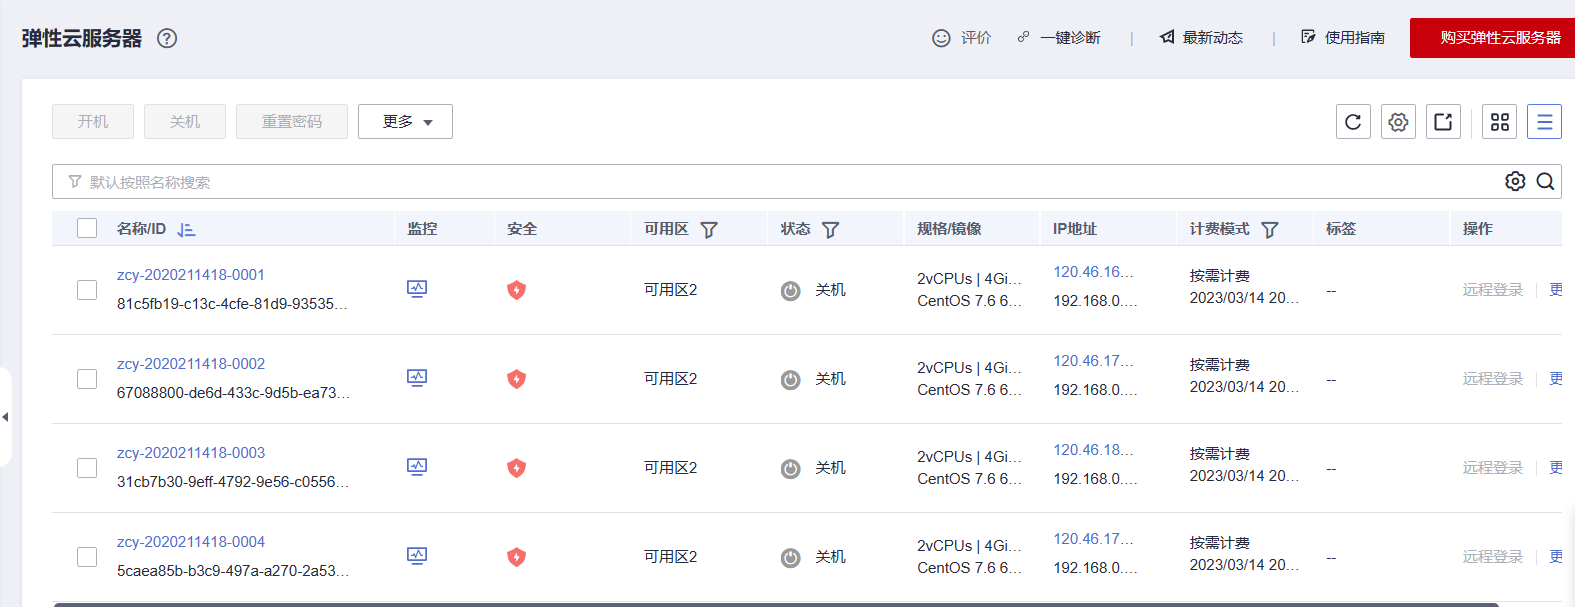 弹性云服务器
评价 一键诊断 最新动态 使用指南 购买弹性云服务器
开机 关机 重置密码 更多
默认按照名称搜索
名称/ID 监控 安全 可用区 状态 规格/镜像 IP地址 计费模式 标签 操作
zcy-2020211418-0001
81c5fb19-c13c-4cfe-81d9-93535...
可用区2 关机
2vCPUs | 4Gi...
CentOS 7.6 6...
120.46.16...
192.168.0....
按需计费
2023/03/14 20...
-- 远程登录 更
zcy-2020211418-0002
67088800-de6d-433c-9d5b-ea73...
可用区2 关机
2vCPUs | 4Gi...
CentOS 7.6 6...
120.46.17...
192.168.0....
按需计费
2023/03/14 20...
-- 远程登录 更
zcy-2020211418-0003
31cb7b30-9eff-4792-9e56-c0556...
可用区2 关机
2vCPUs | 4Gi...
CentOS 7.6 6...
120.46.18...
192.168.0....
按需计费
2023/03/14 20...
-- 远程登录 更
zcy-2020211418-0004
5caea85b-b3c9-497a-a270-2a53...
可用区2 关机
2vCPUs | 4Gi...
CentOS 7.6 6...
120.46.17...
192.168.0....
按需计费
2023/03/14 20...
-- 远程登录 更